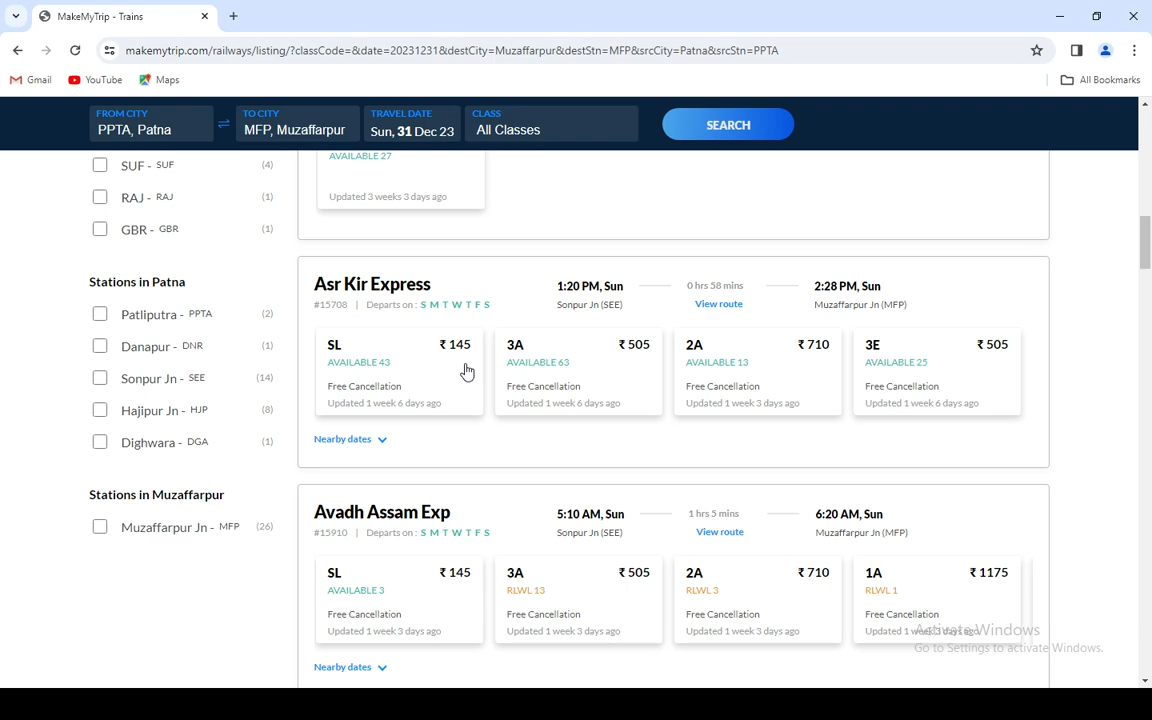 MakeMyTrip - Trains
makemytrip.com/railways/listing/?classCode=&date=20231231&destCity=Muzaffarpur&destStn=MFP&srcCity=Patna&srcStn=PPTA
Gmail YouTube Maps All Bookmarks
FROM CITY TO CITY TRAVEL DATE CLASS
PPTA, Patna MFP, Muzaffarpur Sun, 31 Dec 23 All Classes SEARCH
SUF - SUF (4)
RAJ - RAJ (1)
GBR - GBR (1)
Stations in Patna
Patliputra - PPTA (2)
Danapur - DNR (1)
Sonpur Jn - SEE (14)
Hajipur Jn - HJP (8)
Dighwara - DGA (1)
Stations in Muzaffarpur
Muzaffarpur Jn - MFP (26)
AVAILABLE 27
Updated 3 weeks 3 days ago
Asr Kir Express 1:20 PM, Sun 0 hrs 58 mins 2:28 PM, Sun
#15708 | Departs on : S M T W T F S Sonpur Jn (SEE) View route Muzaffarpur Jn (MFP)
SL ₹ 145 3A ₹ 505 2A ₹ 710 3E ₹ 505
AVAILABLE 43 AVAILABLE 63 AVAILABLE 13 AVAILABLE 25
Free Cancellation Free Cancellation Free Cancellation Free Cancellation
Updated 1 week 6 days ago Updated 1 week 6 days ago Updated 1 week 3 days ago Updated 1 week 6 days ago
Nearby dates
Avadh Assam Exp 5:10 AM, Sun 1 hrs 5 mins 6:20 AM, Sun
#15910 | Departs on : S M T W T F S Sonpur Jn (SEE) View route Muzaffarpur Jn (MFP)
SL ₹ 145 3A ₹ 505 2A ₹ 710 1A ₹ 1175
AVAILABLE 3 RLWL 13 RLWL 3 RLWL 1
Free Cancellation Free Cancellation Free Cancellation Free Cancellation
Updated 1 week 3 days ago Updated 1 week 3 days ago Updated 1 week 3 days ago Updated 1 week 3 days ago
Nearby dates
Activate Windows
Go to Settings to activate Windows.